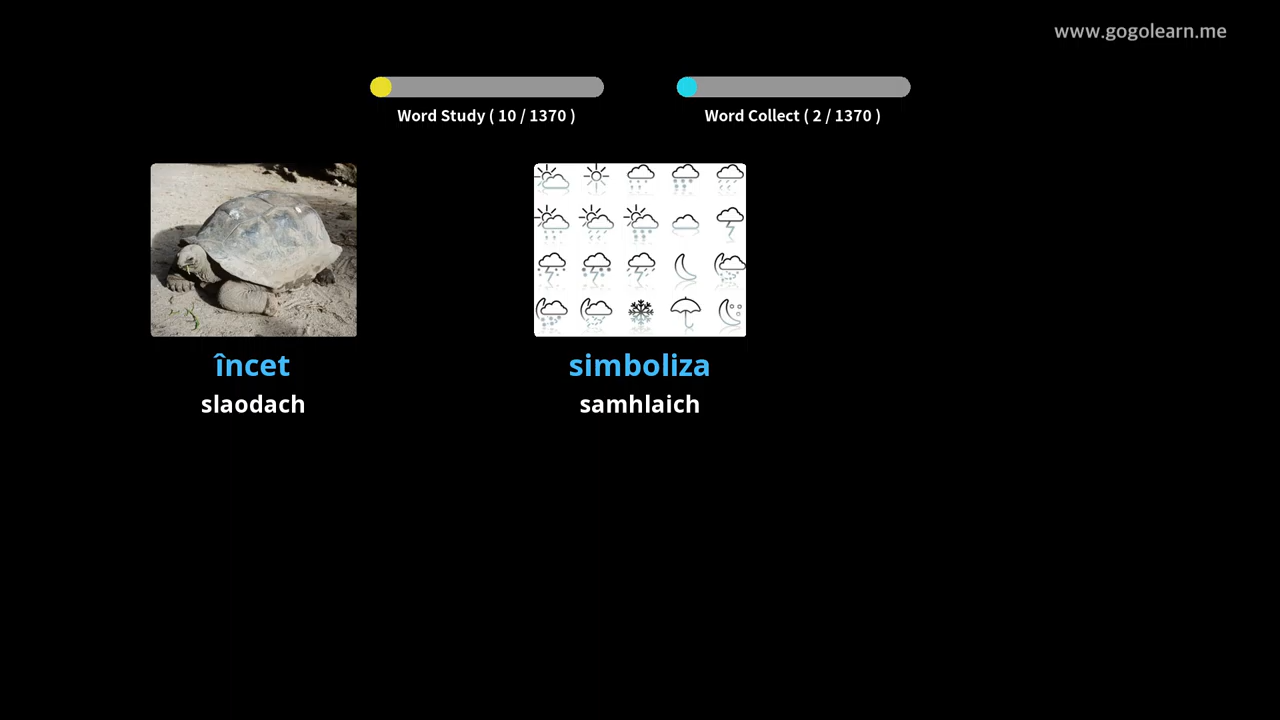 www.gogolearn.me
Word Study ( 10 / 1370 )
Word Collect ( 2 / 1370 )
încet
slaodach
simboliza
samhlaich